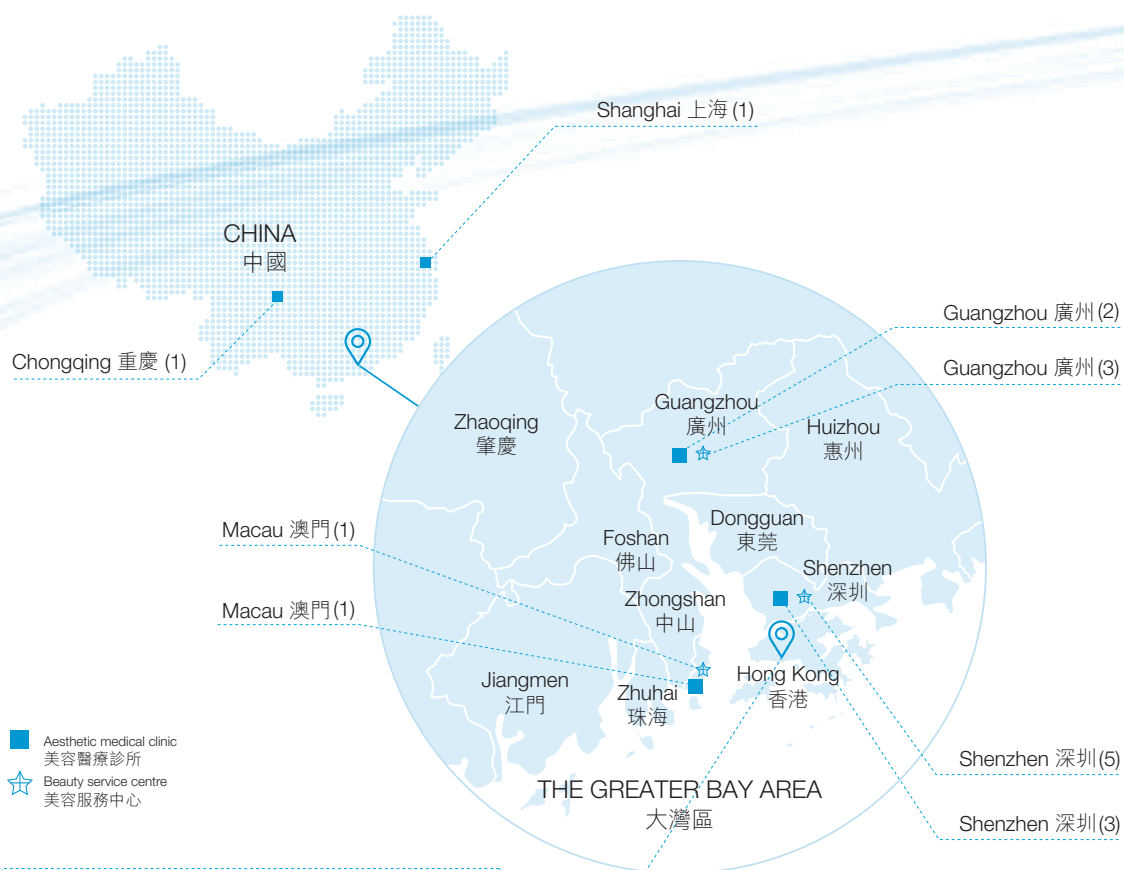 Shanghai 上海 (1)
CHINA
中國
Chongqing 重慶 (1)
Guangzhou 廣州(2)
Guangzhou 廣州(3)
Guangzhou
廣州
Zhaoqing
肇慶
Huizhou
惠州
Dongguan
東莞
Foshan
佛山
Shenzhen
深圳
Zhongshan
中山
Macau 澳門(1)
Macau 澳門(1)
Hong Kong
香港
Jiangmen
江門
Zhuhai
珠海
Aesthetic medical clinic
美容醫療診所
Beauty service centre
美容服務中心
THE GREATER BAY AREA
大灣區
Shenzhen 深圳(5)
Shenzhen 深圳(3)